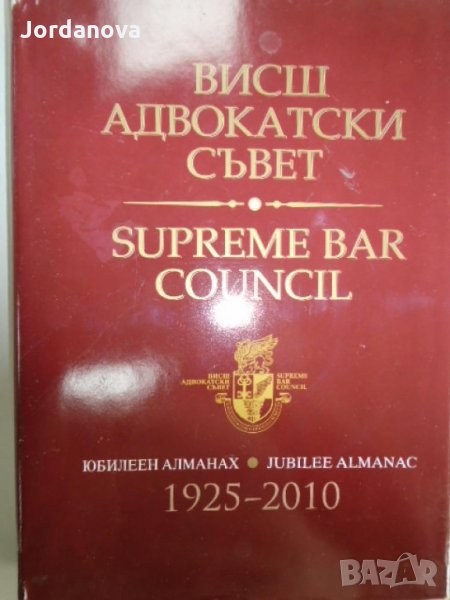 Jordanova
ВИСШ
АДВОКАТСКИ
СЪВЕТ
SUPREME BAR
COUNCIL
ВИСШ
АДВОКАТСКИ
СЪВЕТ
SUPREME
BAR
COUNCIL
ЮБИЛЕЕН АЛМАНАХ • JUBILEE ALMANAC
1925-2010
BAZAR